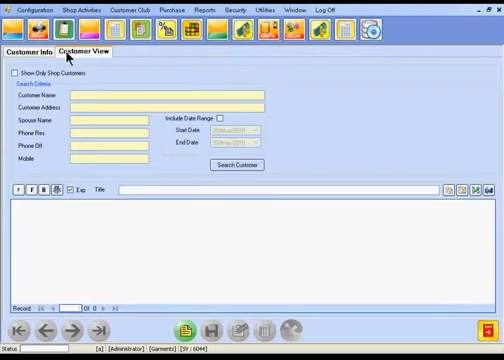 Configuration Shop Activities Customer Club Purchase Reports Security Utilities Window Log Off
Customer Info Customer View
Show Only Shop Customers
Search Criteria
Customer Name
Customer Address
Spouse Name Include Date Range
Phone Res. Start Date
Phone Off. End Date
Mobile
Search Customer
F F B Exp Title
Record Of 0
Status [a] [Administrator] [Garments] [SV : 6044]